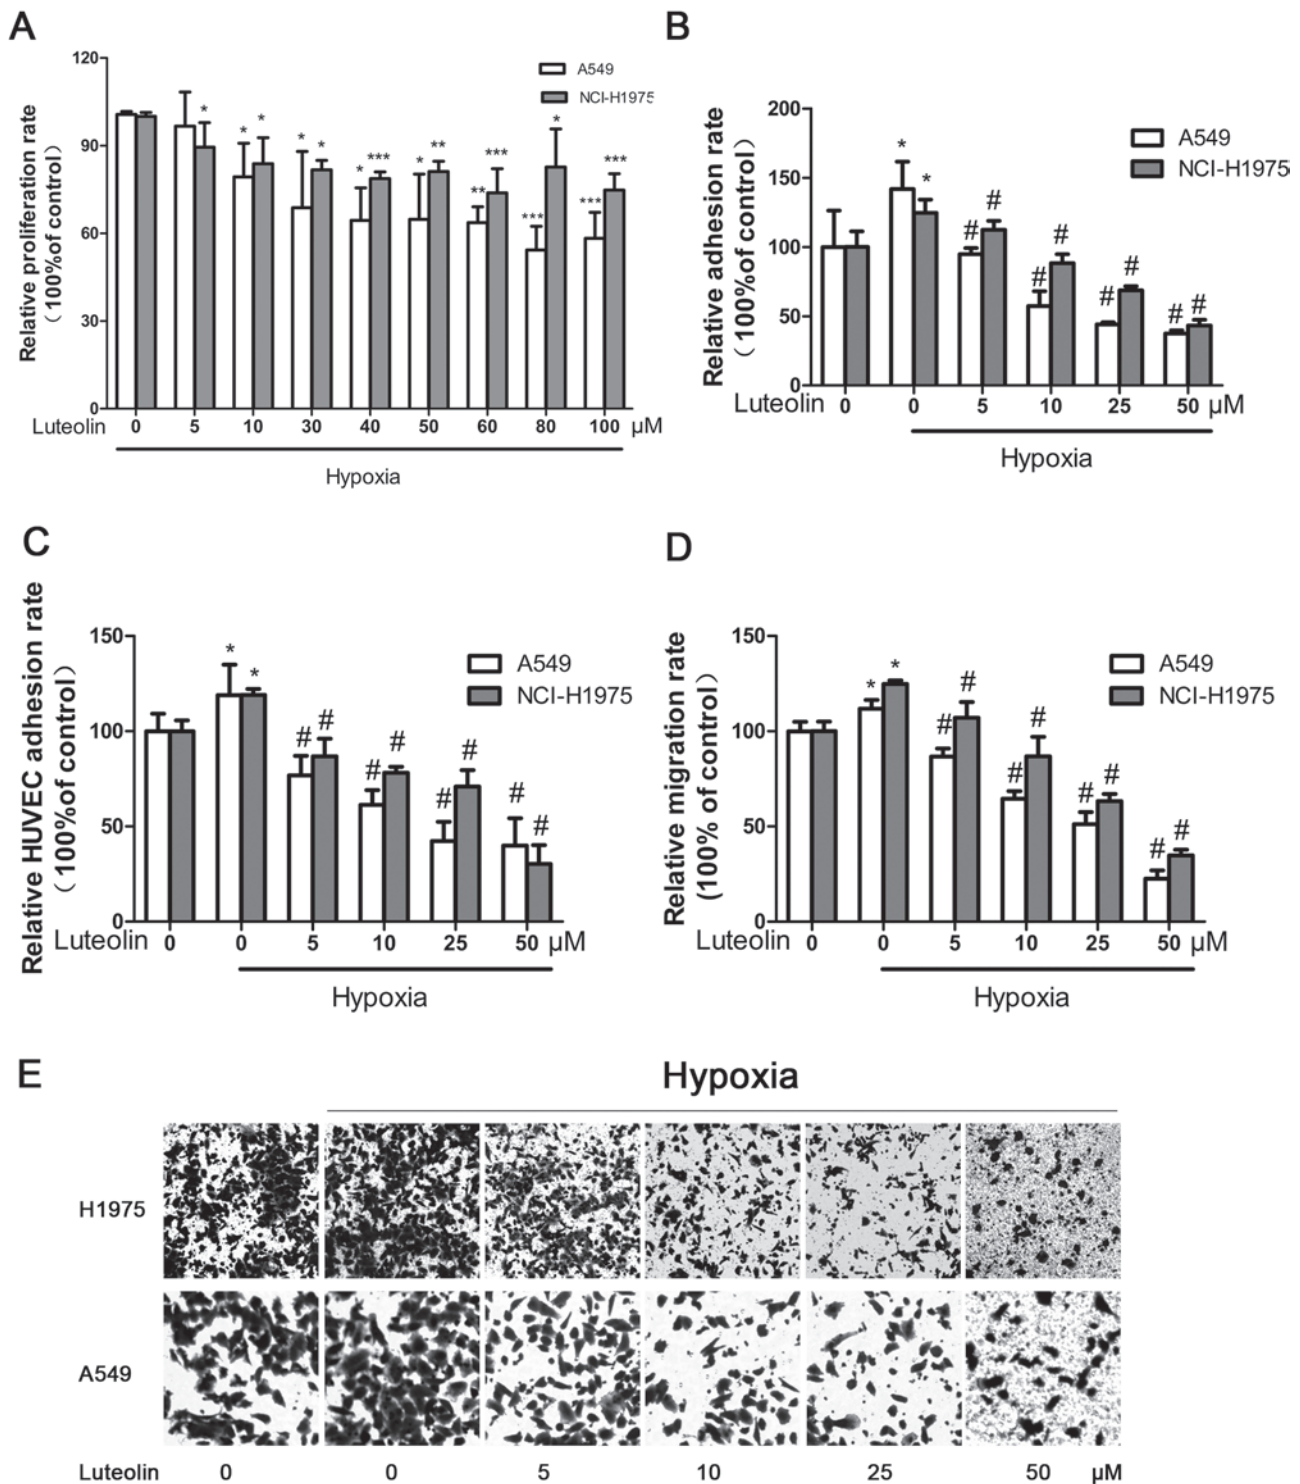 A
Relative proliferation rate
(100%of control)
120
90
60
30
0
A549
NCI-H1975
*
* *
* *
* ***
* **
** ***
*** *
*** ***
Luteolin 0 5 10 30 40 50 60 80 100 μM
Hypoxia
B
Relative adhesion rate
(100%of control)
200
150
100
50
0
A549
NCI-H1975
* *
# #
# #
# #
# #
Luteolin 0 0 5 10 25 50 μM
Hypoxia
C
Relative HUVEC adhesion rate
(100%of control)
150
100
50
0
A549
NCI-H1975
* *
# #
# #
# #
# #
Luteolin 0 0 5 10 25 50 μM
Hypoxia
D
Relative migration rate
(100% of control)
150
100
50
0
A549
NCI-H1975
* *
# #
# #
# #
# #
Luteolin 0 0 5 10 25 50 μM
Hypoxia
E
Hypoxia
H1975
A549
Luteolin 0 0 5 10 25 50 μM